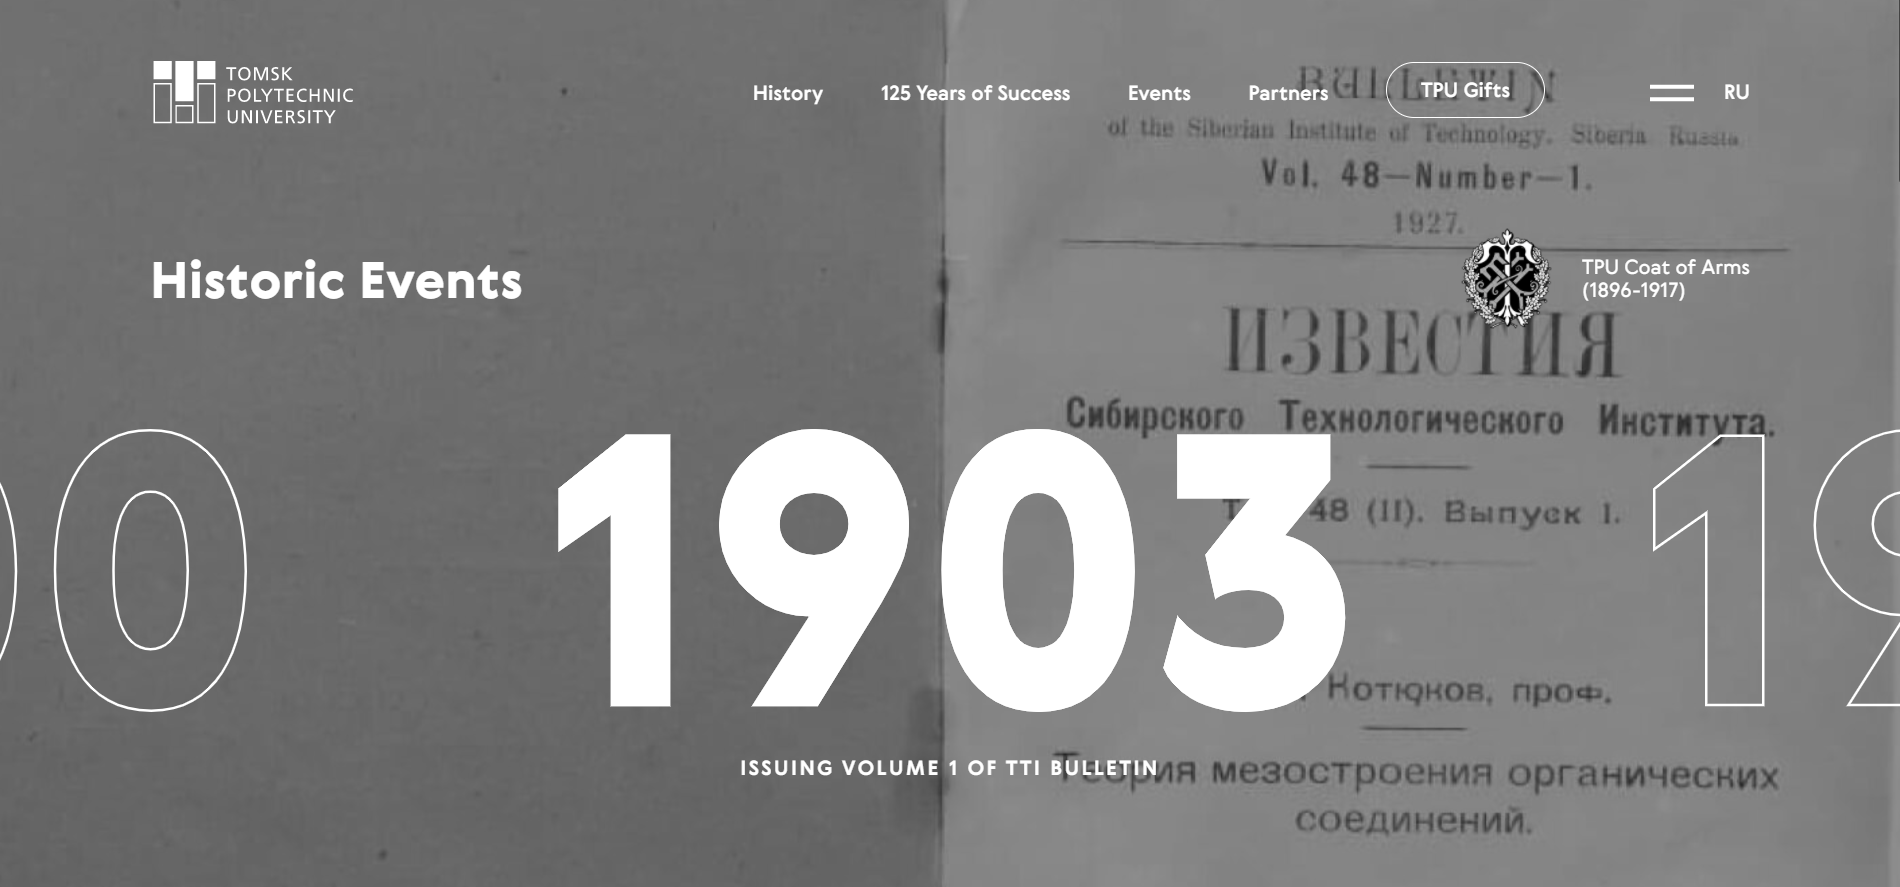 TOMSK
POLYTECHNIC
UNIVERSITY
History
125 Years of Success
Events
Partners
TPU Gifts
RU
BULLETIN
of the Siberian Institute of Technology. Siberia Russia
Vol. 48—Number—1.
1927.
Historic Events
TPU Coat of Arms
(1896-1917)
ИЗВЕСТИЯ
Сибирского Технологического Института.
00
1903
19
48 (II). Выпуск I.
Котюков, проф.
ISSUING VOLUME 1 OF TTI BULLETIN
Теория мезостроения органических
соединений.